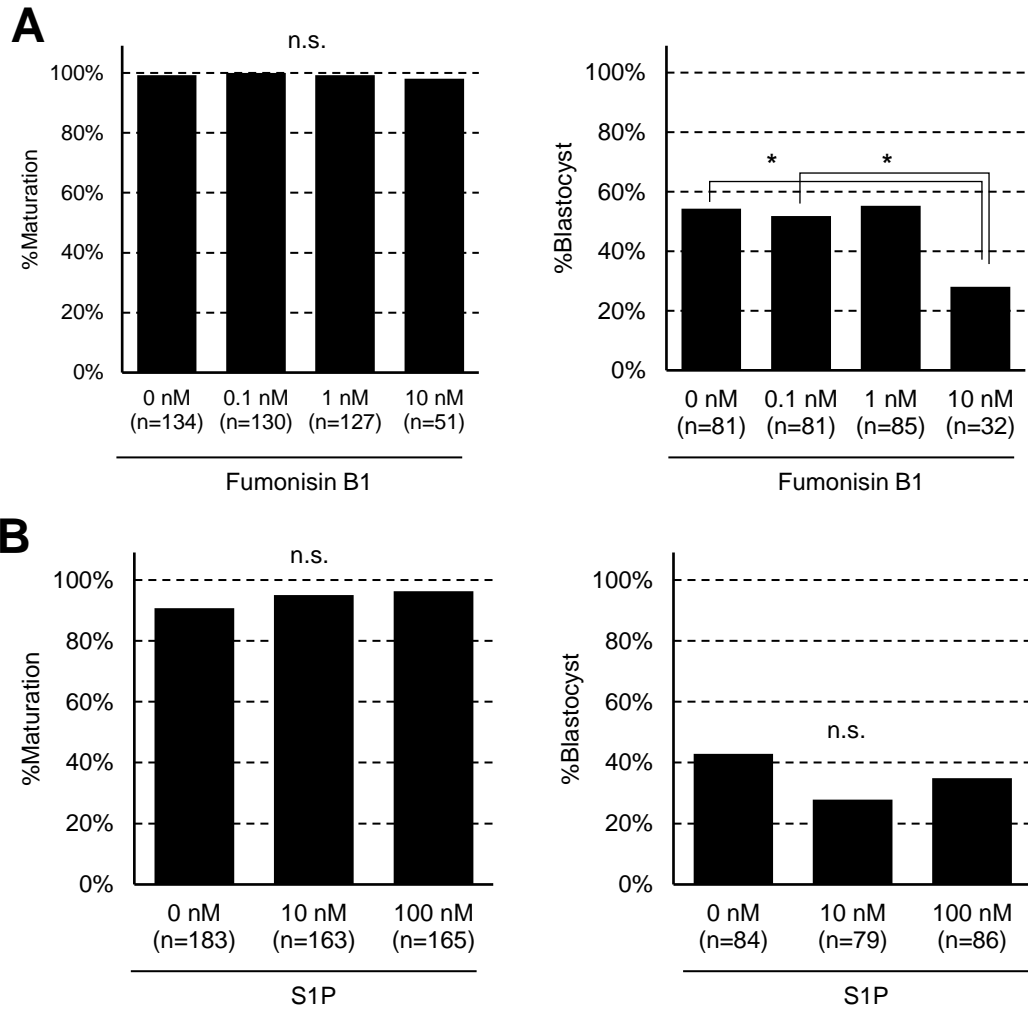 A
n.s.
100%
80%
60%
40%
20%
0%
%Maturation
0 nM 0.1 nM 1 nM 10 nM
(n=134) (n=130) (n=127) (n=51)
Fumonisin B1
100%
80%
60%
40%
20%
0%
%Blastocyst
* *
0 nM 0.1 nM 1 nM 10 nM
(n=81) (n=81) (n=85) (n=32)
Fumonisin B1
B
n.s.
100%
80%
60%
40%
20%
0%
%Maturation
0 nM 10 nM 100 nM
(n=183) (n=163) (n=165)
S1P
100%
80%
60%
40%
20%
0%
%Blastocyst
n.s.
0 nM 10 nM 100 nM
(n=84) (n=79) (n=86)
S1P